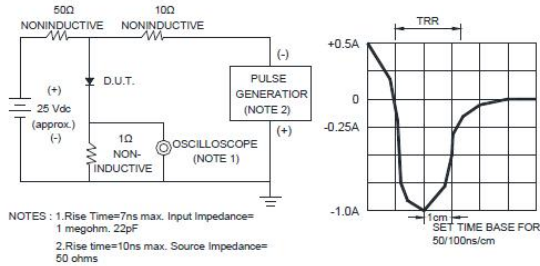 50Ω
NONINDUCTIVE
10Ω
NONINDUCTIVE
(+)
25 Vdc
(approx.)
(-)
D.U.T.
1Ω
NON-
INDUCTIVE
OSCILLOSCOPE
(NOTE 1)
(-)
PULSE
GENERATIOR
(NOTE 2)
(+)
NOTES : 1.Rise Time=7ns max. Input Impedance=
1 megohm. 22pF
2.Rise time=10ns max. Source Impedance=
50 ohms
TRR
+0.5A
0
-0.25A
-1.0A
1cm
SET TIME BASE FOR
50/100ns/cm